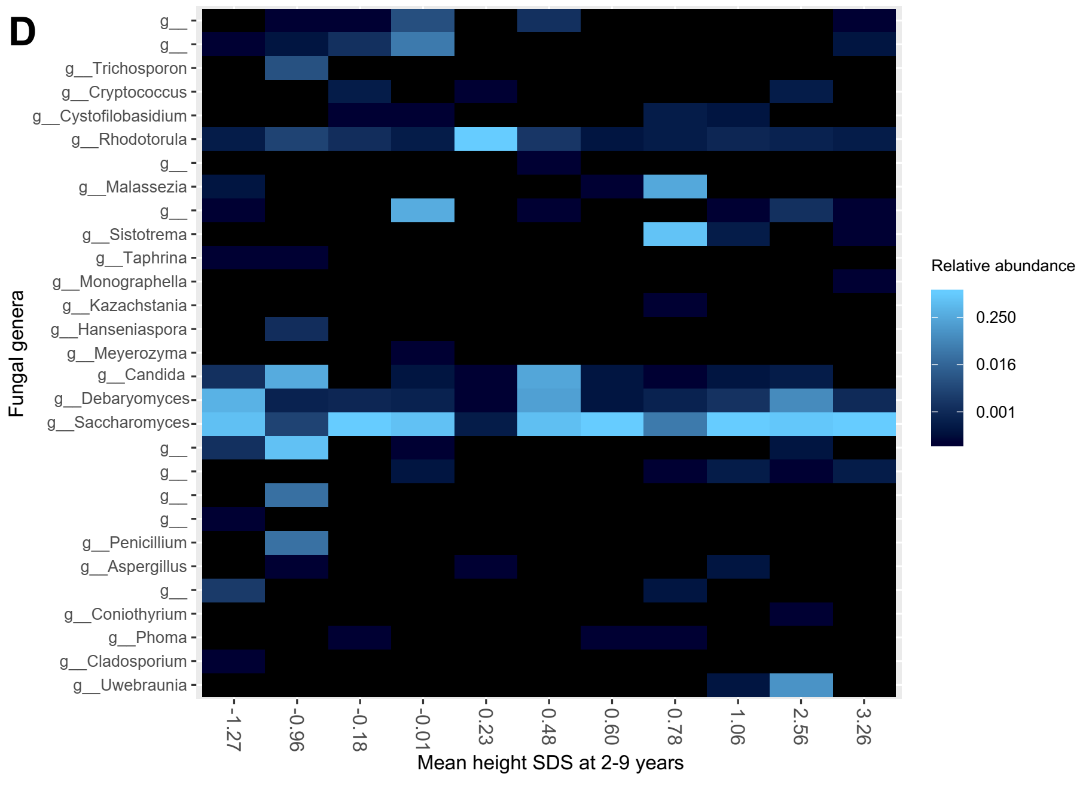 D
g__
g__
g__Trichosporon
g__Cryptococcus
g__Cystofilobasidium
g__Rhodotorula
g__
g__Malassezia
g__
g__Sistotrema
g__Taphrina
g__Monographella
g__Kazachstania
g__Hanseniaspora
g__Meyerozyma
g__Candida
g__Debaryomyces
g__Saccharomyces
g__
g__
g__
g__
g__Penicillium
g__Aspergillus
g__
g__Coniothyrium
g__Phoma
g__Cladosporium
g__Uwebraunia
Fungal genera
-1.27
-0.96
-0.18
-0.01
0.23
0.48
0.60
0.78
1.06
2.56
3.26
Mean height SDS at 2-9 years
Relative abundance
0.250
0.016
0.001